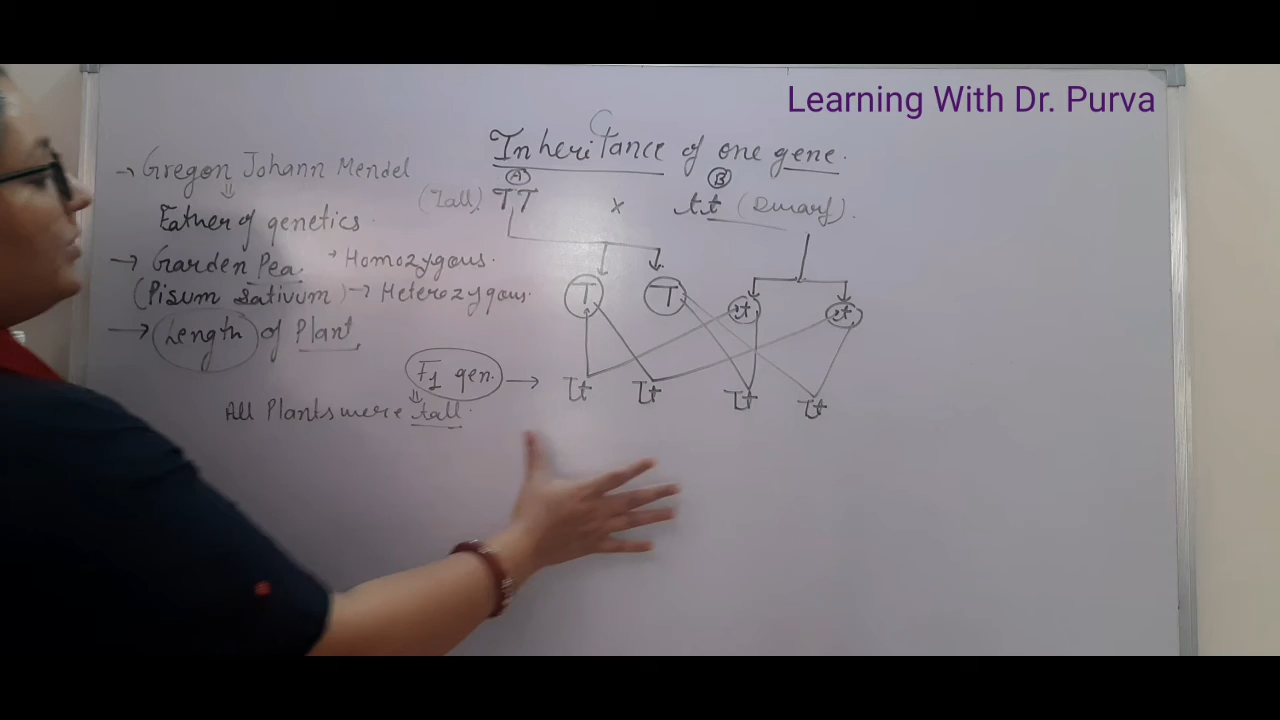 Learning With Dr. Purva
Inheritance of one gene.
→ Gregon Johann Mendel
⇓
Father of genetics.
→ Garden Pea. → Homozygous.
(Pisum Sativum) → Heterozygous.
→ Length of Plant
A B
(Tall) TT x tt (Dwarf).
T T t t
F1 gen. → Tt Tt Tt Tt
⇓
All Plants were tall.